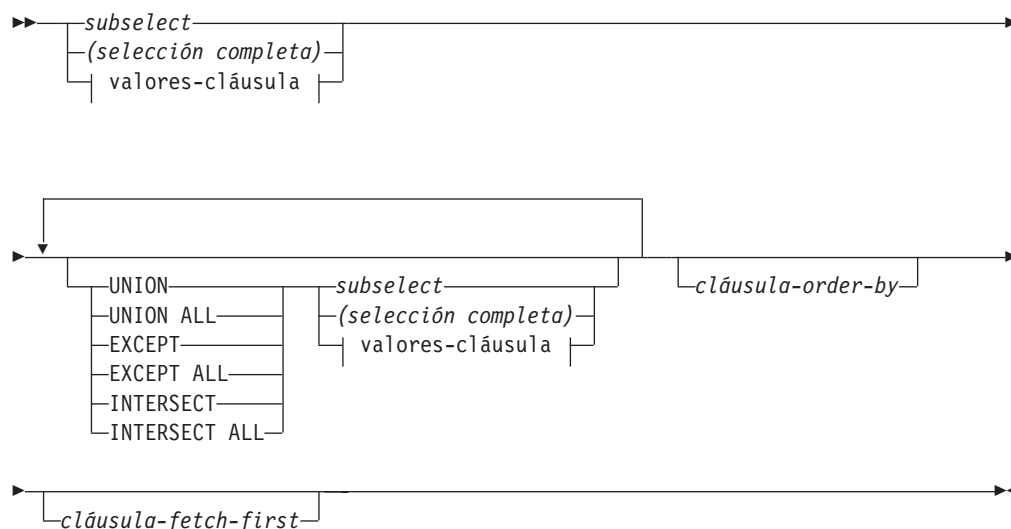 subselect
(selección completa)
valores-cláusula
UNION
UNION ALL
EXCEPT
EXCEPT ALL
INTERSECT
INTERSECT ALL
subselect
(selección completa)
valores-cláusula
cláusula-order-by
cláusula-fetch-first